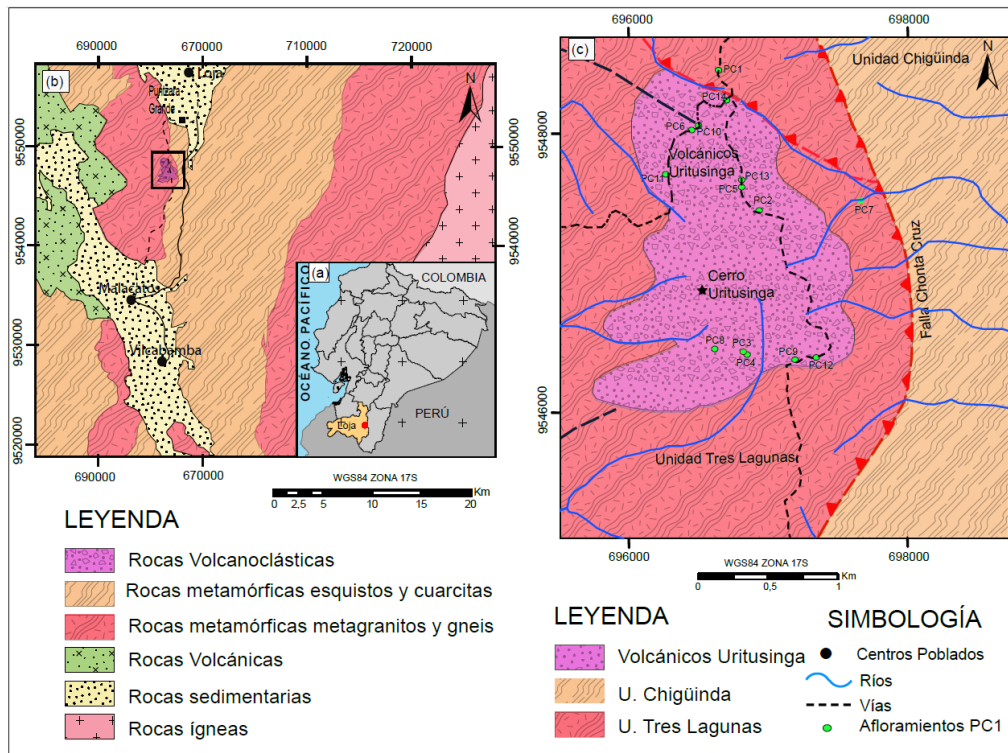 690000
670000
710000
720000
(b)
Loja
Punzara
Grande
N
9550000
9540000
9530000
9520000
9550000
9540000
Malacatos
Vilcabamba
(a)
COLOMBIA
OCÉANO PACIFICO
PERÚ
Loja
690000
670000
WGS84 ZONA 17S
0 2.5 5 10 15 20
Km
LEYENDA
Rocas Volcanoclásticas
Rocas metamórficas esquistos y cuarcitas
Rocas metamórficas metagranitos y gneis
Rocas Volcánicas
Rocas sedimentarias
Rocas ígneas
696000
698000
(c)
Unidad Chigüinda
N
PC1
PC14
PC6
PC10
Volcánicos
Uritusinga
PC11
PC13
PC5
PC2
PC7
Cerro
Uritusinga
Falla Chonta Cruz
PC8
PC3
PC4
PC9
PC12
Unidad Tres Lagunas
9548000
9546000
9548000
9546000
696000
698000
WGS84 ZONA 17S
0 0,5 1
Km
LEYENDA
Volcánicos Uritusinga
U. Chigüinda
U. Tres Lagunas
SIMBOLOGÍA
Centros Poblados
Ríos
Vías
Afloramientos PC1